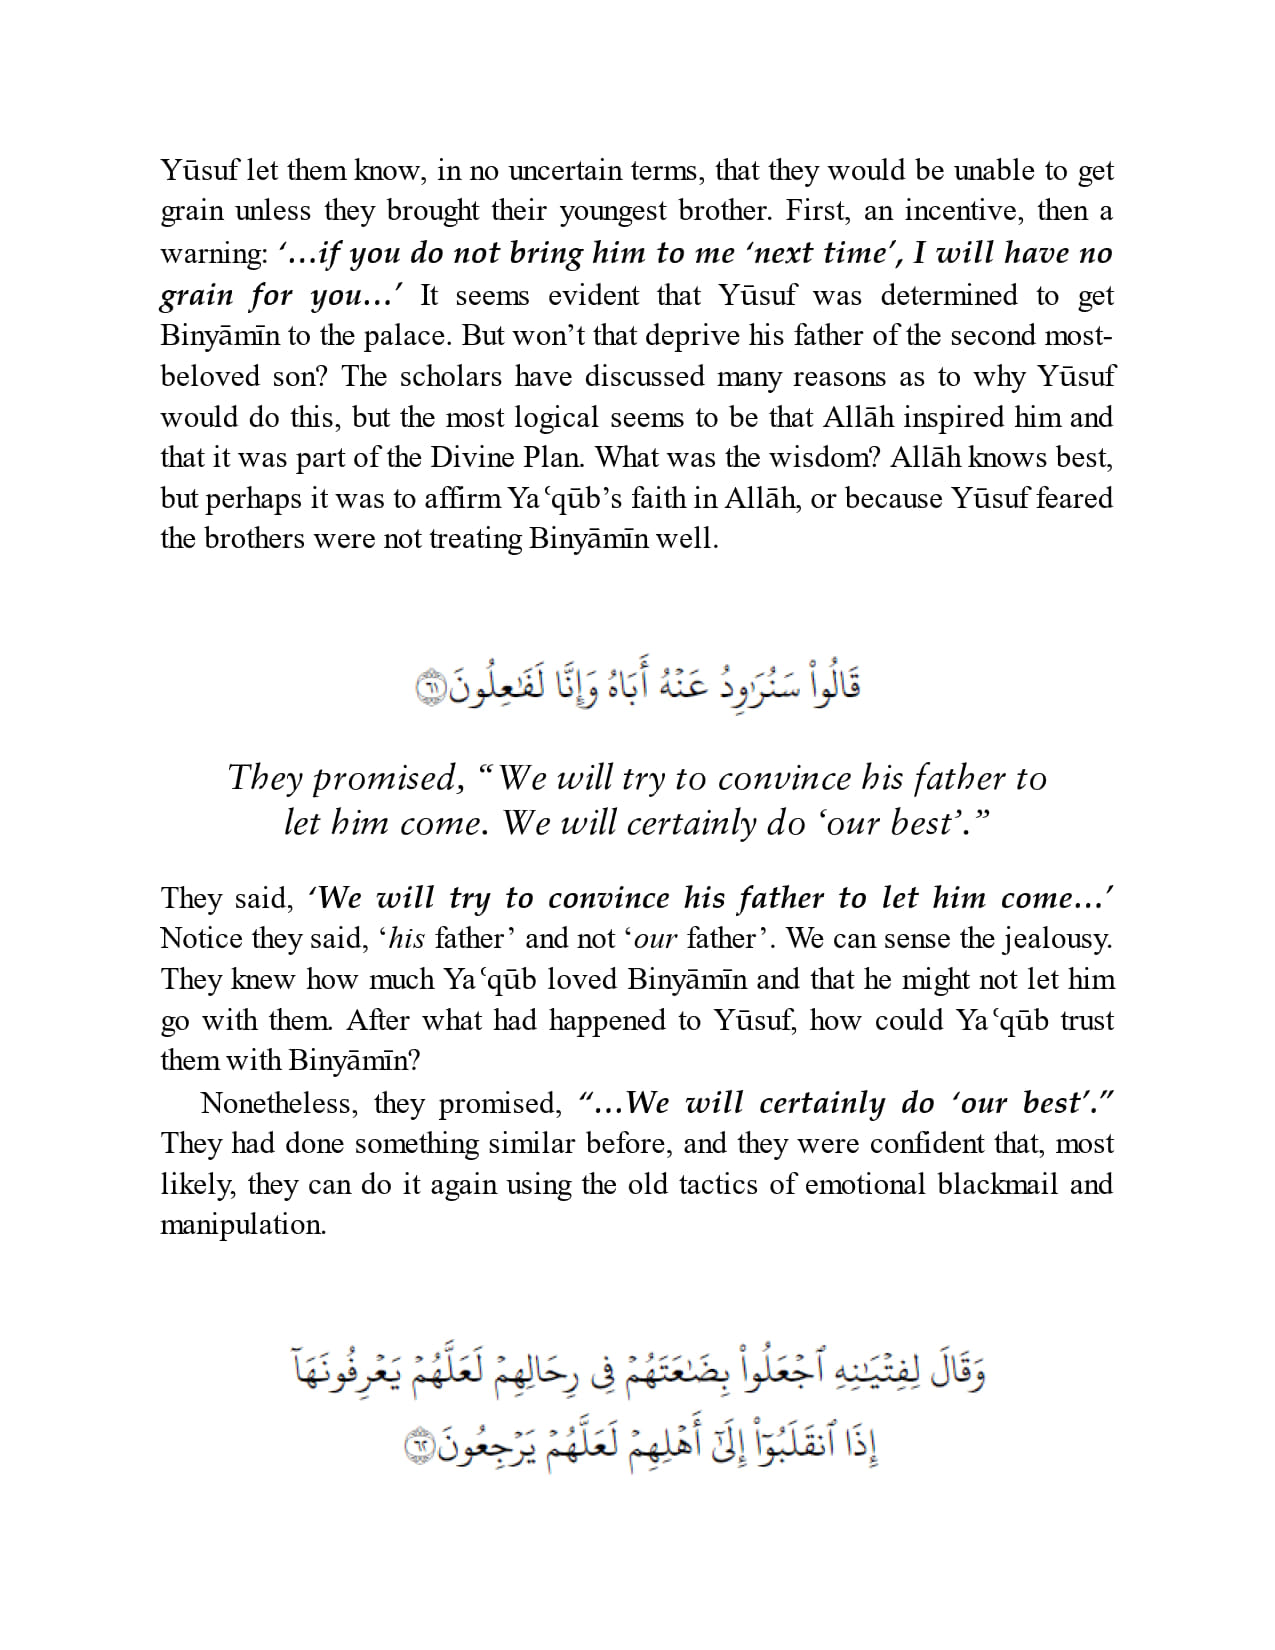 Yūsuf let them know, in no uncertain terms, that they would be unable to get
grain unless they brought their youngest brother. First, an incentive, then a
warning: ‘…if you do not bring him to me ‘next time’, I will have no
grain for you…’ It seems evident that Yūsuf was determined to get
Binyāmīn to the palace. But won’t that deprive his father of the second most-
beloved son? The scholars have discussed many reasons as to why Yūsuf
would do this, but the most logical seems to be that Allāh inspired him and
that it was part of the Divine Plan. What was the wisdom? Allāh knows best,
but perhaps it was to affirm Yaʿqūb’s faith in Allāh, or because Yūsuf feared
the brothers were not treating Binyāmīn well.
قَالُوا۟ سَنُرَٰوِدُ عَنْهُ أَبَاهُ وَإِنَّا لَفَـٰعِلُونَ ٦١
They promised, “We will try to convince his father to
let him come. We will certainly do ‘our best’.”
They said, ‘We will try to convince his father to let him come…’
Notice they said, ‘his father’ and not ‘our father’. We can sense the jealousy.
They knew how much Yaʿqūb loved Binyāmīn and that he might not let him
go with them. After what had happened to Yūsuf, how could Yaʿqūb trust
them with Binyāmīn?
Nonetheless, they promised, “…We will certainly do ‘our best’.”
They had done something similar before, and they were confident that, most
likely, they can do it again using the old tactics of emotional blackmail and
manipulation.
وَقَالَ لِفِتْيَـٰنِهِ ٱجْعَلُوا۟ بِضَـٰعَتَهُمْ فِى رِحَالِهِمْ لَعَلَّهُمْ يَعْرِفُونَهَآ
إِذَا ٱنقَلَبُوٓا۟ إِلَىٰٓ أَهْلِهِمْ لَعَلَّهُمْ يَرْجِعُونَ ٦٢